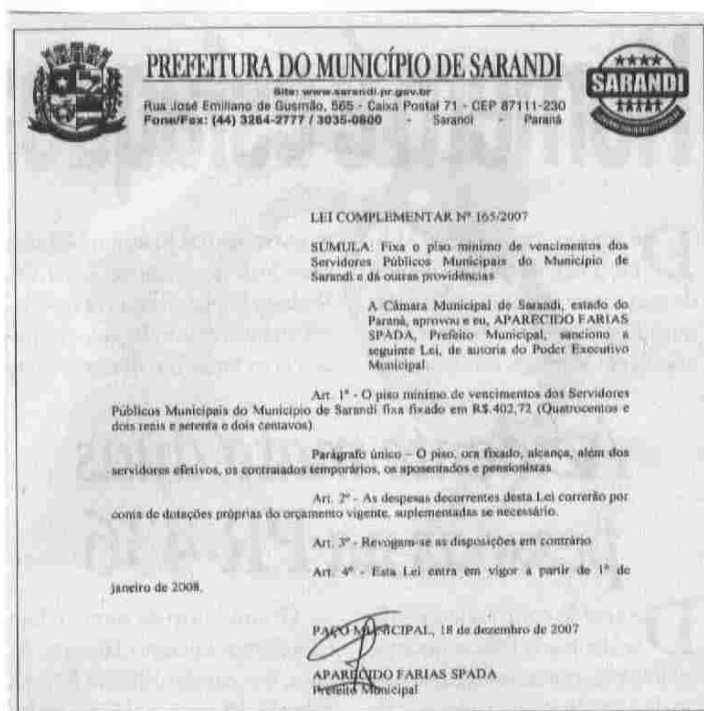 PREFEITURA DO MUNICÍPIO DE SARANDI
Site: www.sarandi.pr.gov.br
Rua José Emiliano de Gusmão, 565 - Caixa Postal 71 - CEP 87111-230
Fone/Fax: (44) 3264-2777 / 3035-0800 - Sarandi - Paraná
SARANDI
LEI COMPLEMENTAR Nº 165/2007
SÚMULA: Fixa o piso mínimo de vencimentos dos
Servidores Públicos Municipais do Município de
Sarandi e dá outras providências
A Câmara Municipal de Sarandi, estado do
Paraná, aprovou e eu, APARECIDO FARIAS
SPADA, Prefeito Municipal, sanciono a
seguinte Lei, de autoria do Poder Executivo
Municipal:
Art. 1º - O piso mínimo de vencimentos dos Servidores
Públicos Municipais do Município de Sarandi fixa fixado em R$.402,72 (Quatrocentos e
dois reais e setenta e dois centavos)
Parágrafo único – O piso, ora fixado, alcança, além dos
servidores efetivos, os contratados temporários, os aposentados e pensionistas
Art. 2º - As despesas decorrentes desta Lei correrão por
conta de dotações próprias do orçamento vigente, suplementadas se necessário.
Art. 3º - Revogam-se as disposições em contrário
Art. 4º - Esta Lei entra em vigor a partir de 1º de
janeiro de 2008.
PAÇO MUNICIPAL, 18 de dezembro de 2007
APARECIDO FARIAS SPADA
Prefeito Municipal